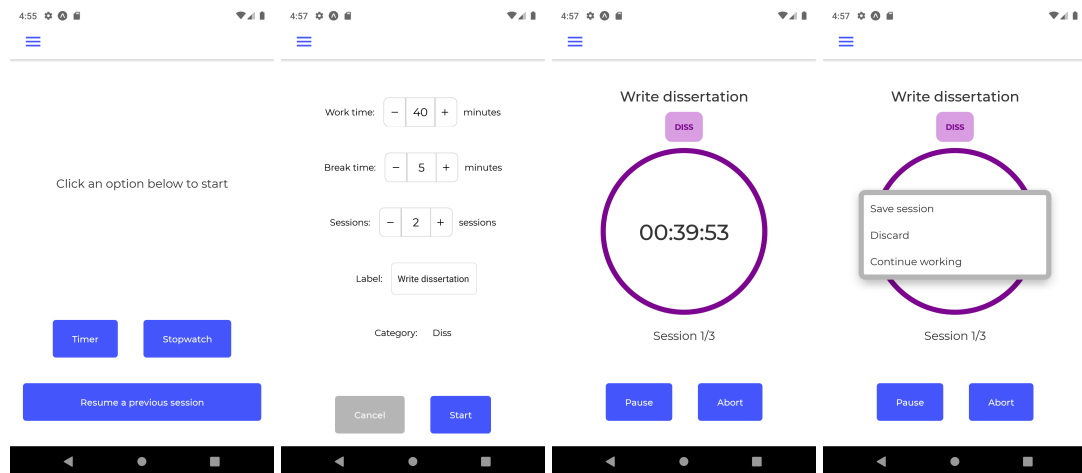 4:55
Click an option below to start
Timer Stopwatch
Resume a previous session
4:57
Work time: − 40 + minutes
Break time: − 5 + minutes
Sessions: − 2 + sessions
Label: Write dissertation
Category: Diss
Cancel Start
4:57
Write dissertation
DISS
00:39:53
Session 1/3
Pause Abort
4:57
Write dissertation
DISS
Save session
Discard
Continue working
Session 1/3
Pause Abort